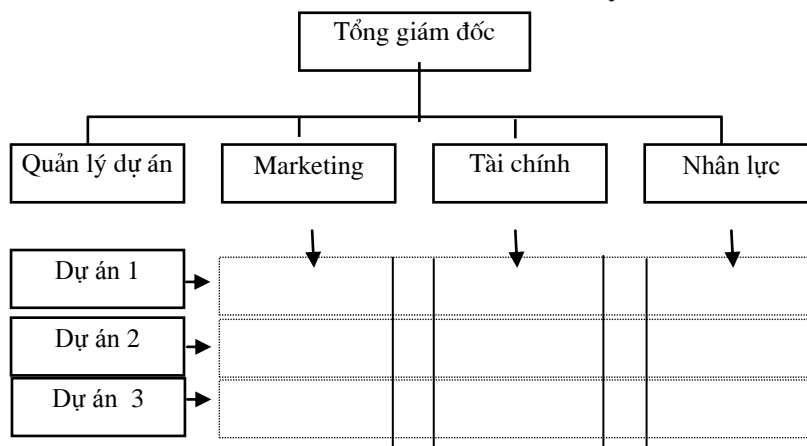 Tổng giám đốc
Quản lý dự án
Marketing
Tài chính
Nhân lực
Dự án 1
Dự án 2
Dự án 3